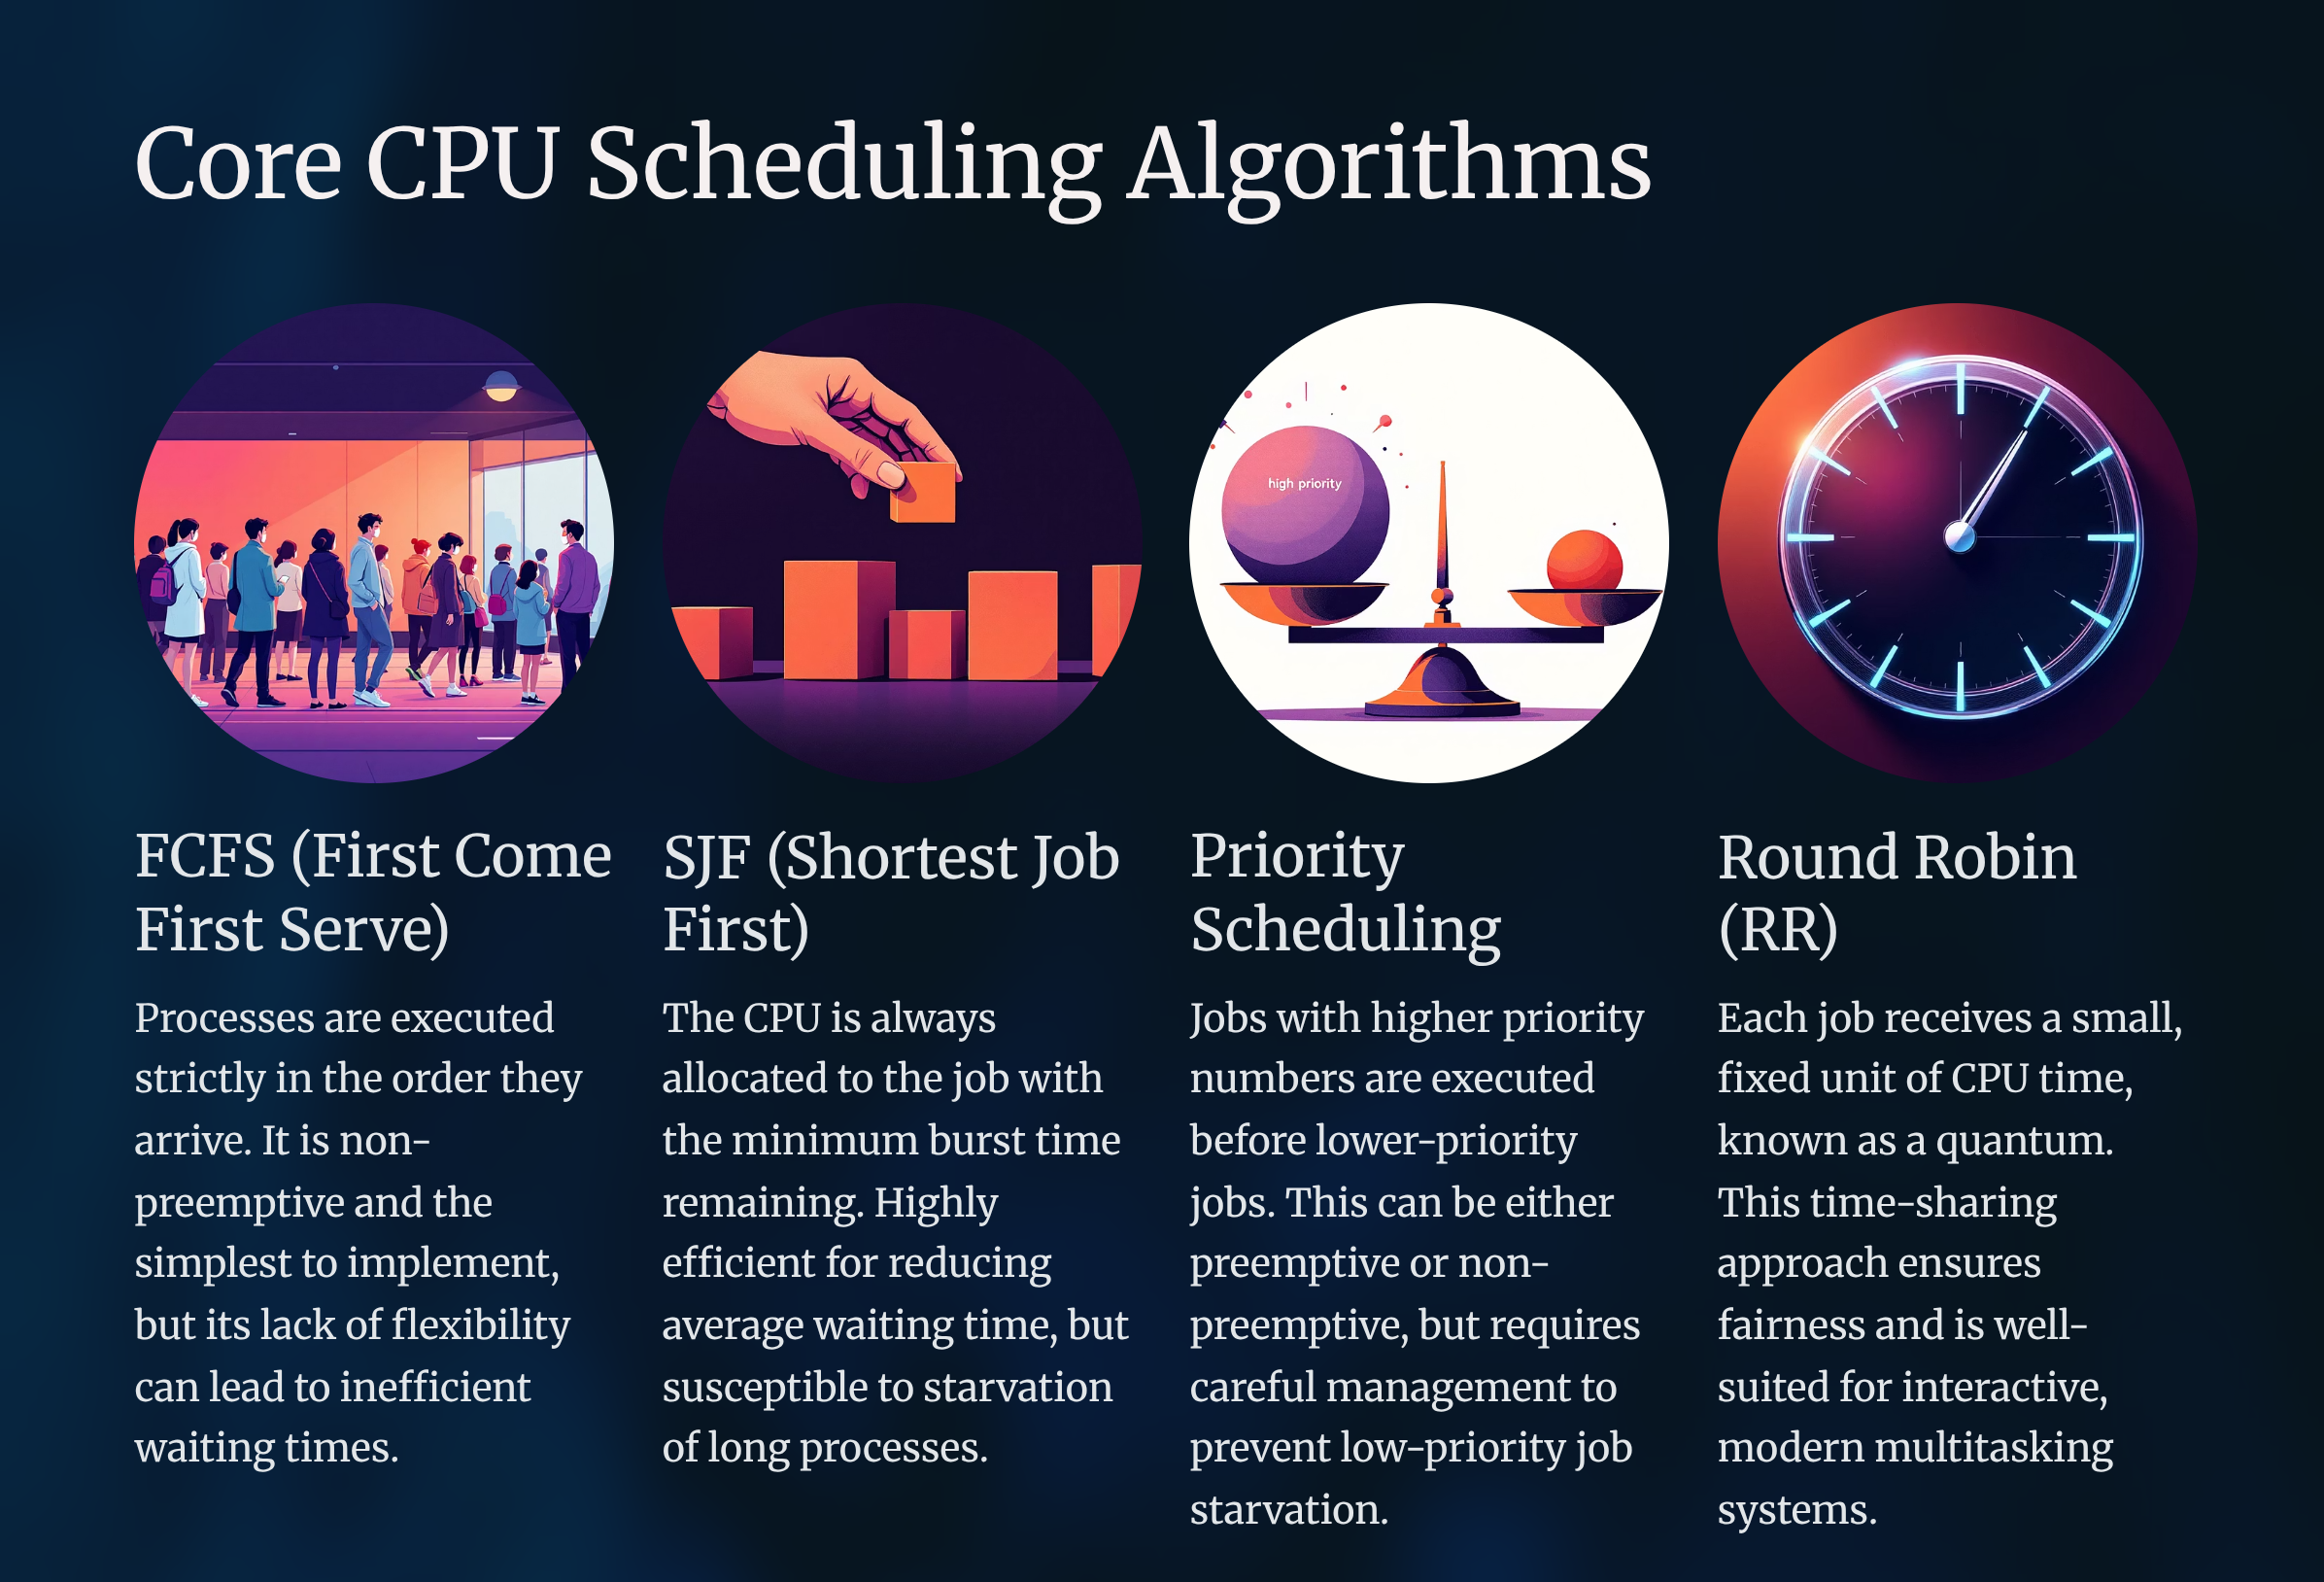 Core CPU Scheduling Algorithms
high priority
FCFS (First Come
First Serve)
Processes are executed
strictly in the order they
arrive. It is non-
preemptive and the
simplest to implement,
but its lack of flexibility
can lead to inefficient
waiting times.
SJF (Shortest Job
First)
The CPU is always
allocated to the job with
the minimum burst time
remaining. Highly
efficient for reducing
average waiting time, but
susceptible to starvation
of long processes.
Priority
Scheduling
Jobs with higher priority
numbers are executed
before lower-priority
jobs. This can be either
preemptive or non-
preemptive, but requires
careful management to
prevent low-priority job
starvation.
Round Robin
(RR)
Each job receives a small,
fixed unit of CPU time,
known as a quantum.
This time-sharing
approach ensures
fairness and is well-
suited for interactive,
modern multitasking
systems.